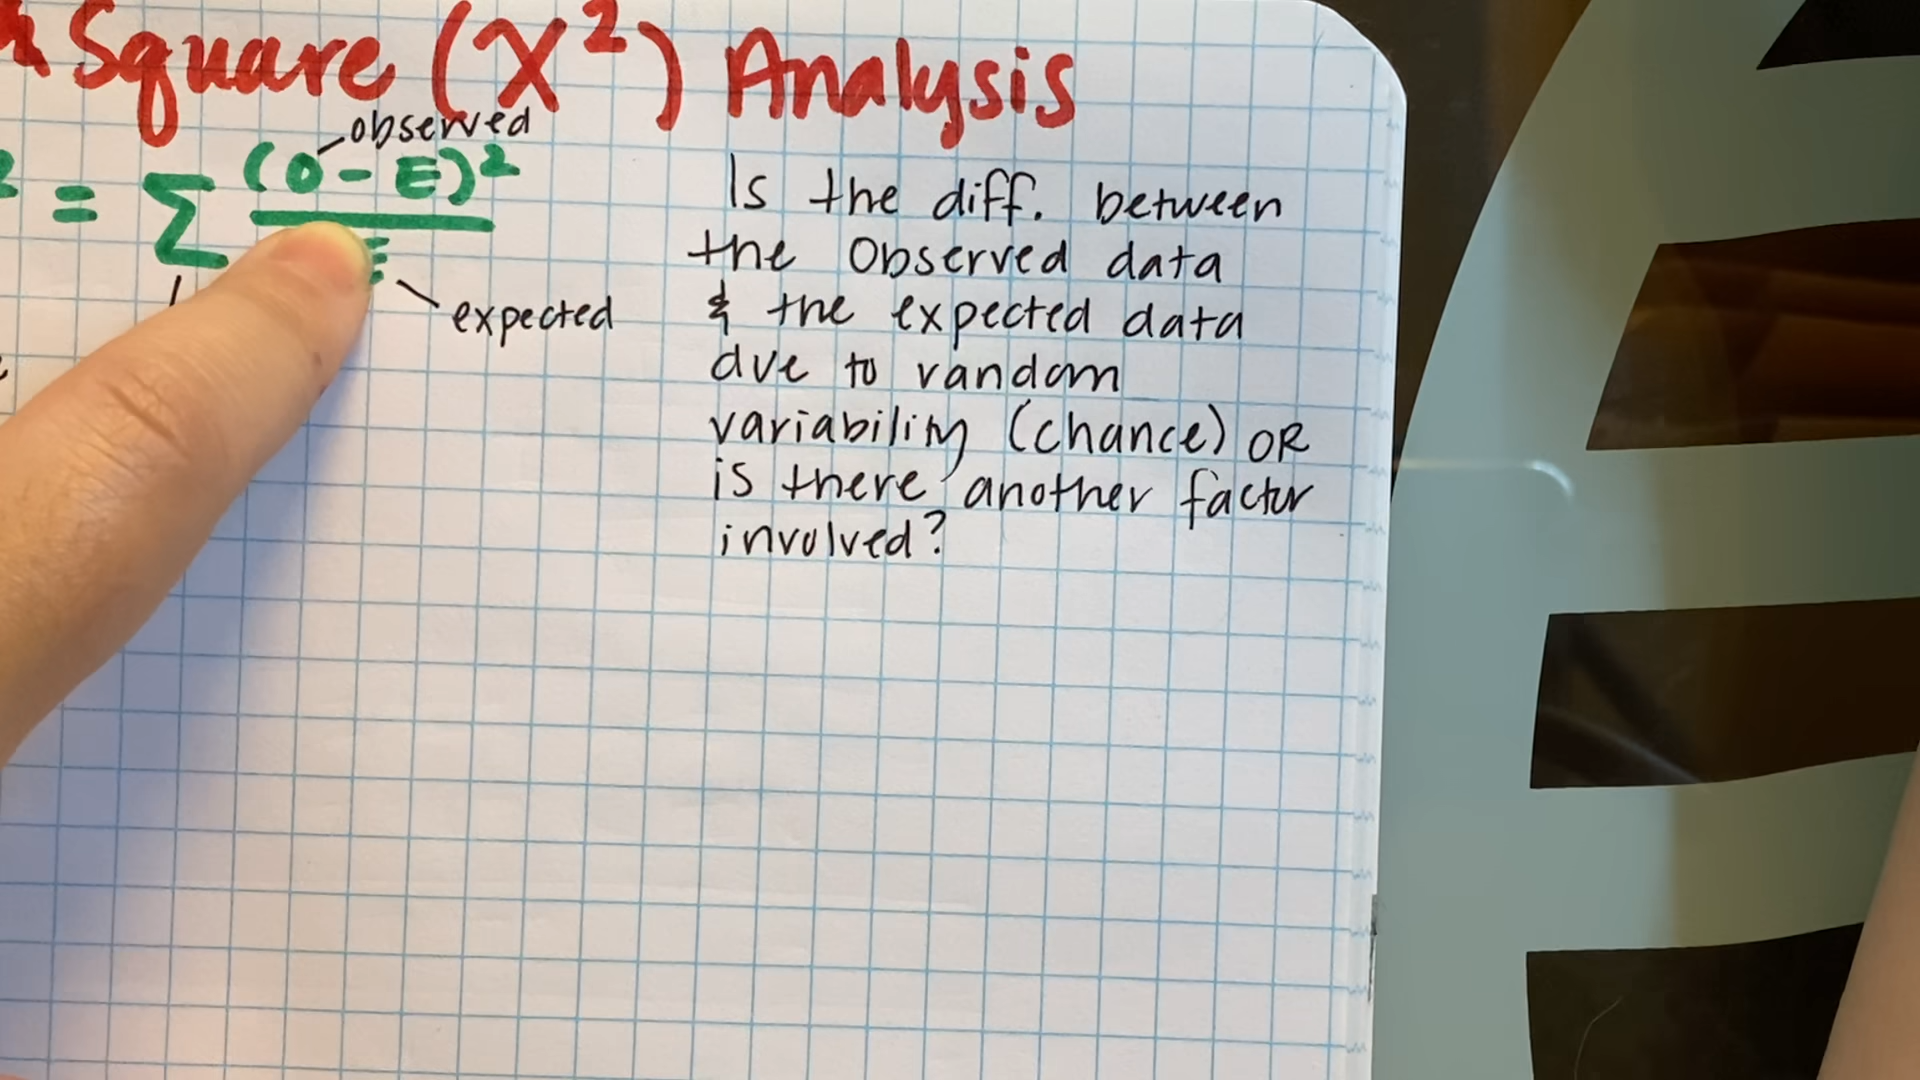 Square (X²) Analysis
observed
= Σ (O - E)²
E
expected
Is the diff. between
the Observed data
& the expected data
due to random
variability (chance) OR
is there another factor
involved?